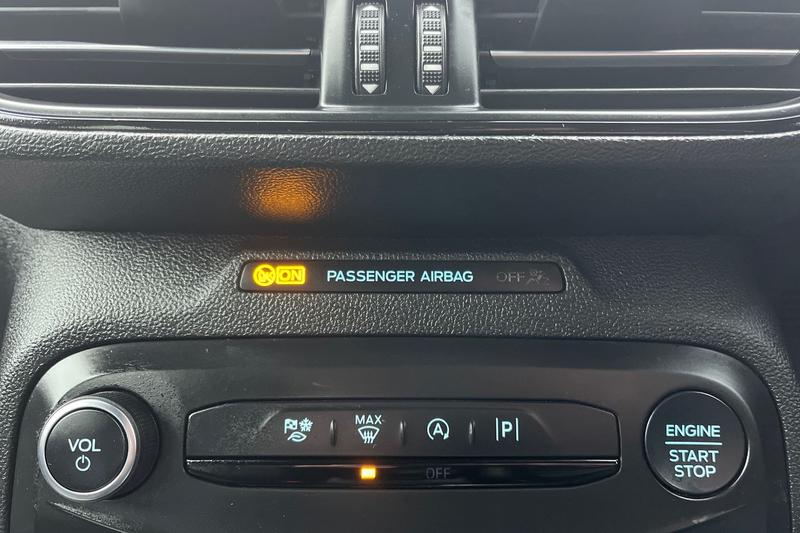 ON PASSENGER AIRBAG OFF
VOL
MAX
A
P
OFF
ENGINE
START
STOP